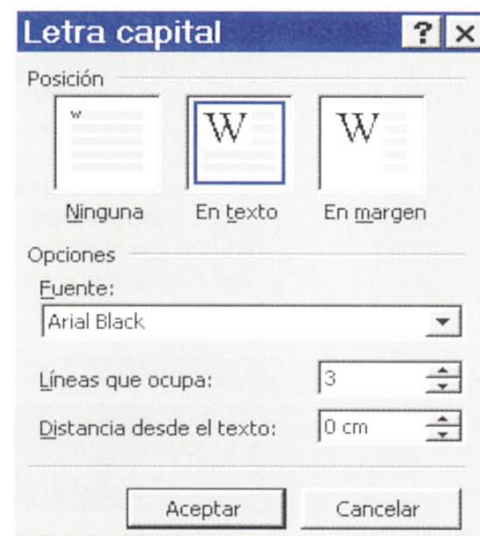 Letra capital ? ×
Posición
W W W
Ninguna En texto En margen
Opciones
Fuente:
Arial Black
Líneas que ocupa: 3
Distancia desde el texto: 0 cm
Aceptar Cancelar